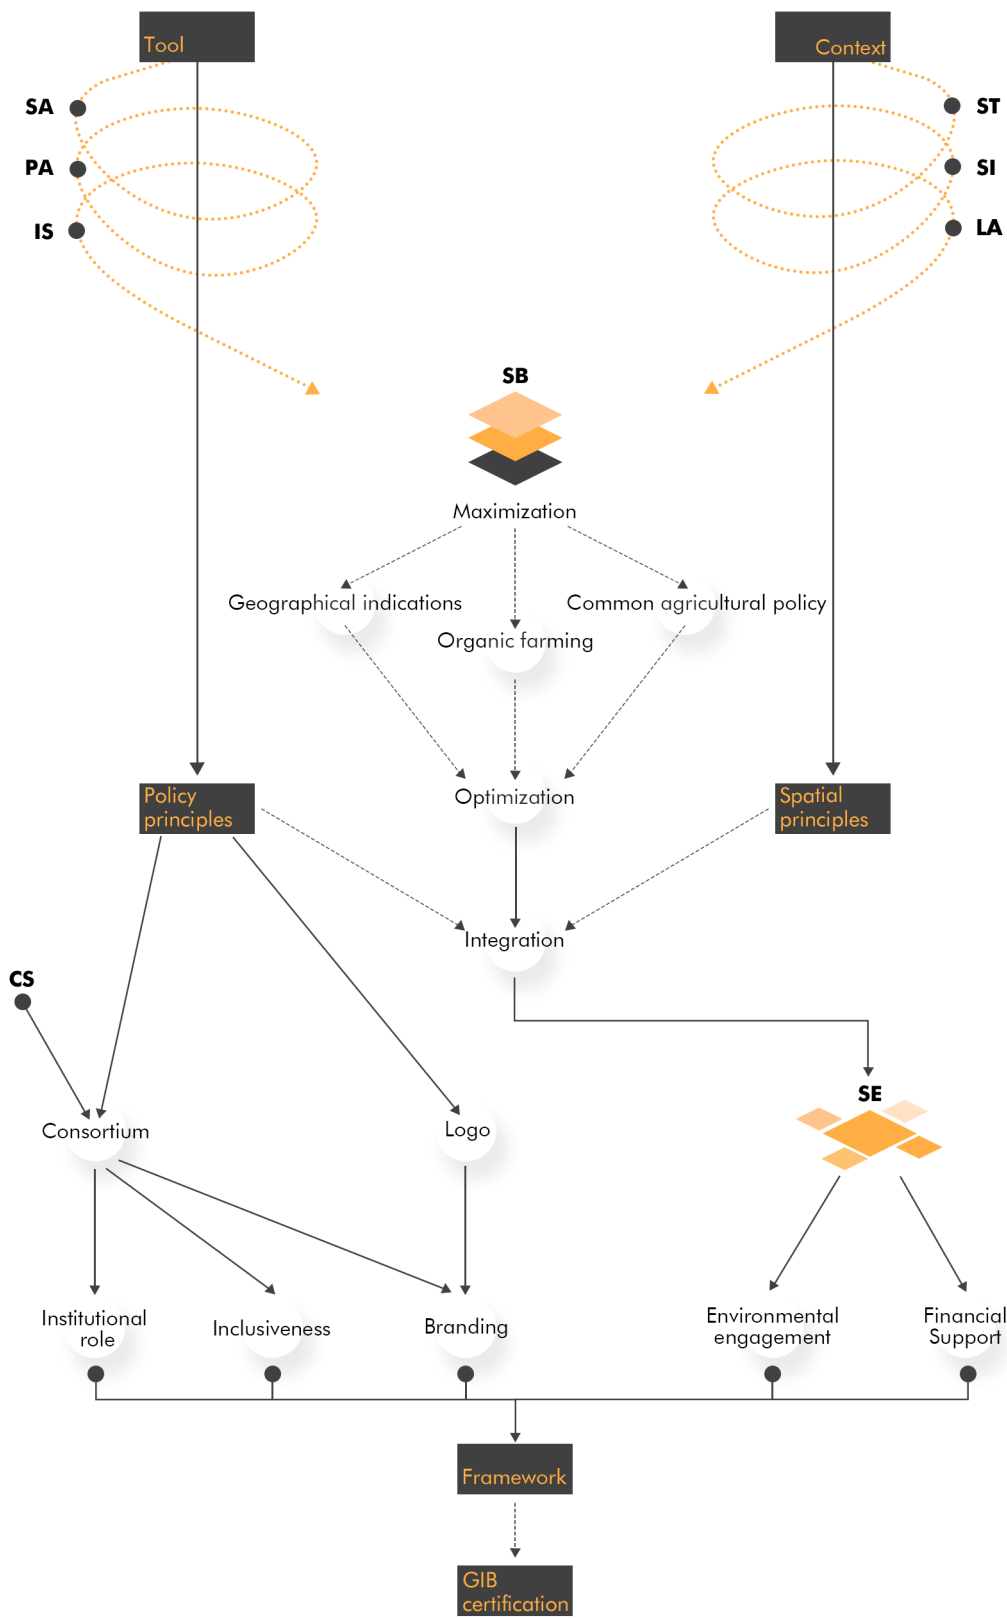 Tool
Context
SA
ST
PA
SI
IS
LA
SB
Maximization
Geographical indications
Common agricultural policy
Organic farming
Policy
principles
Optimization
Spatial
principles
Integration
CS
SE
Consortium
Logo
Institutional
role
Inclusiveness
Branding
Environmental
engagement
Financial
Support
Framework
GIB
certification